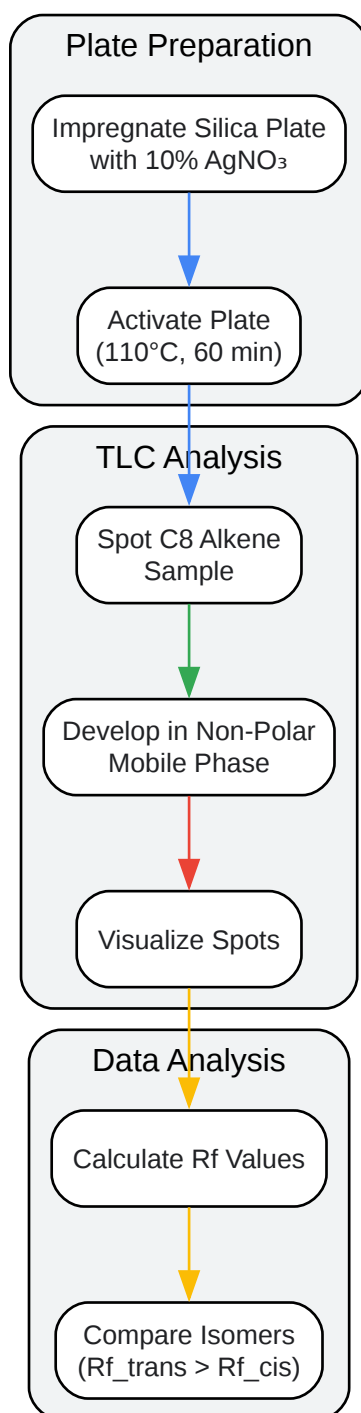 Plate Preparation
Impregnate Silica Plate
with 10% AgNO₃
Activate Plate
(110°C, 60 min)
TLC Analysis
Spot C8 Alkene
Sample
Develop in Non-Polar
Mobile Phase
Visualize Spots
Data Analysis
Calculate Rf Values
Compare Isomers
(Rf_trans > Rf_cis)